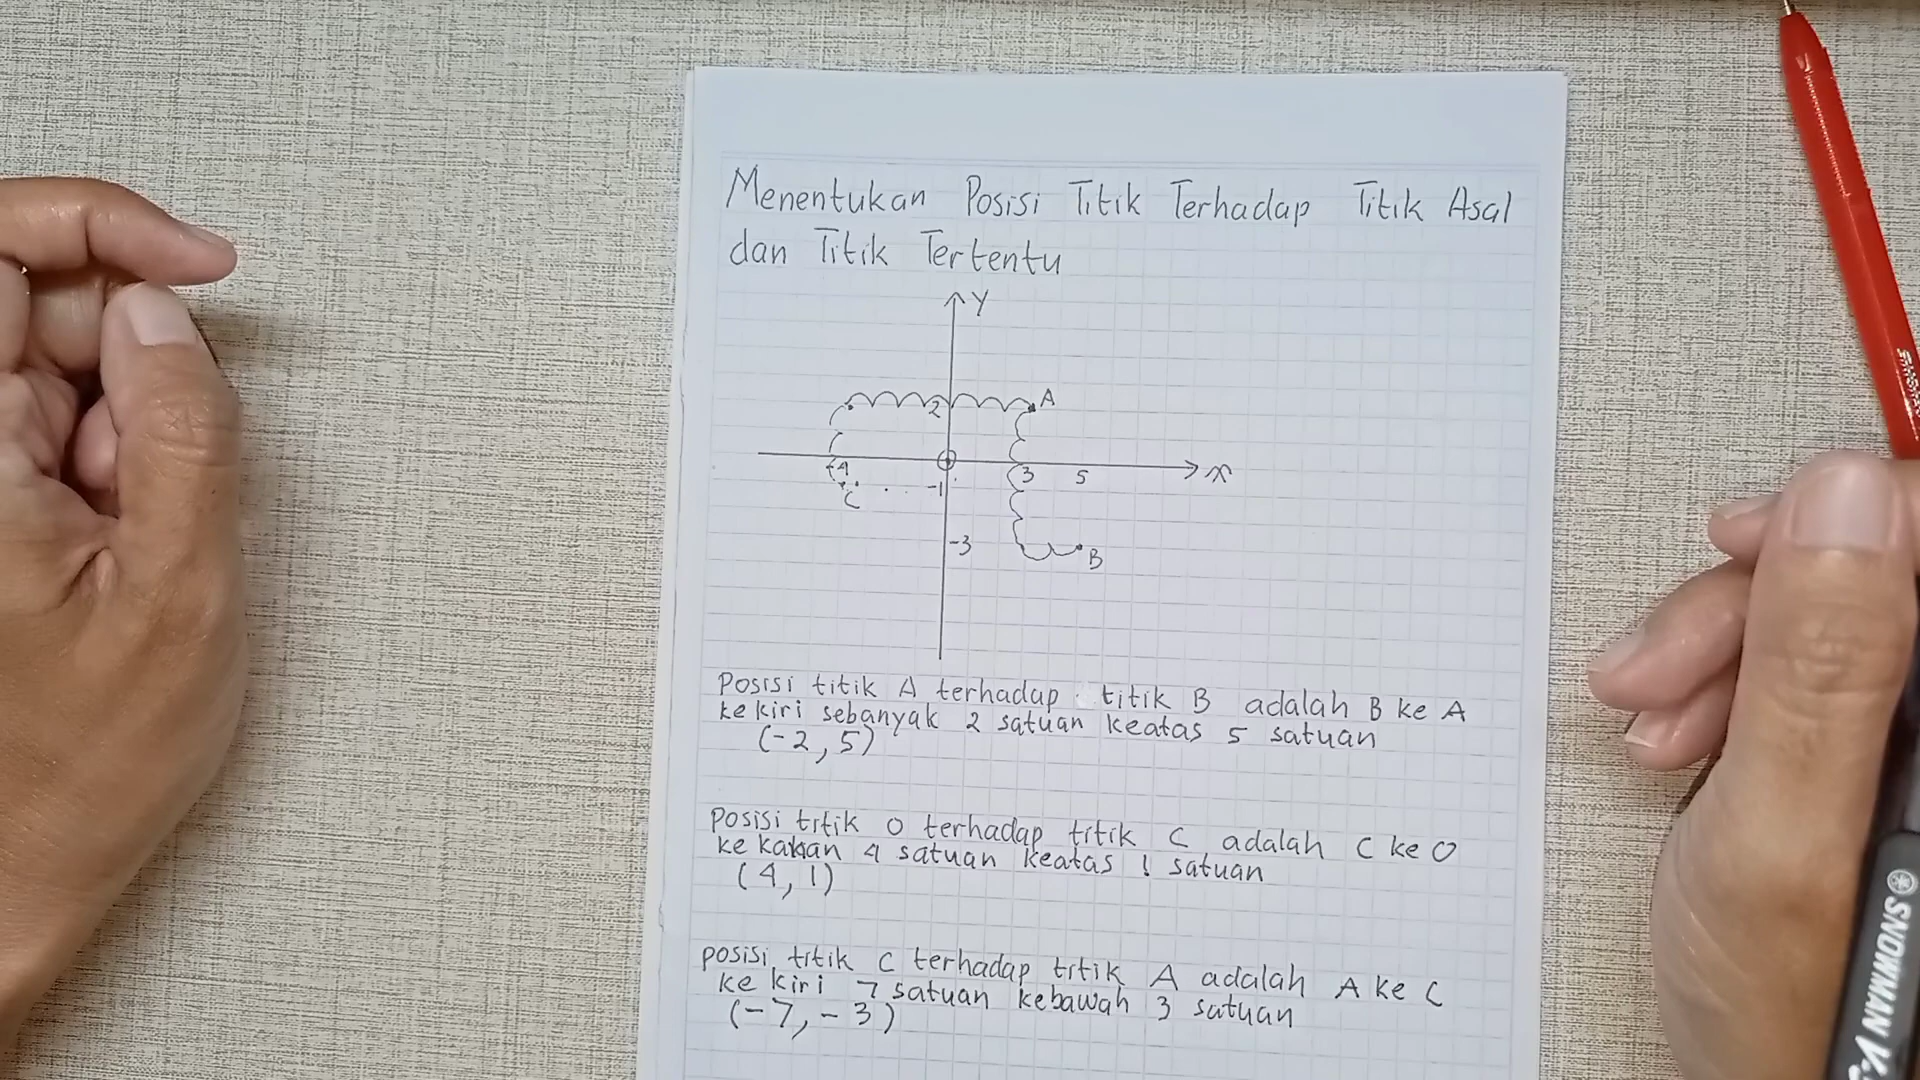 Menentukan Posisi Titik Terhadap Titik Asal
dan Titik Tertentu
Y
A
2
-4
3
5
X
C
-1
-3
B
Posisi titik A terhadap titik B adalah B ke A
ke kiri sebanyak 2 satuan keatas 5 satuan
(-2, 5)
Posisi titik O terhadap titik C adalah C ke O
ke kanan 4 satuan keatas 1 satuan
(4, 1)
posisi titik C terhadap titik A adalah A ke C
ke kiri 7 satuan kebawah 3 satuan
(-7, -3)
SNOWMAN